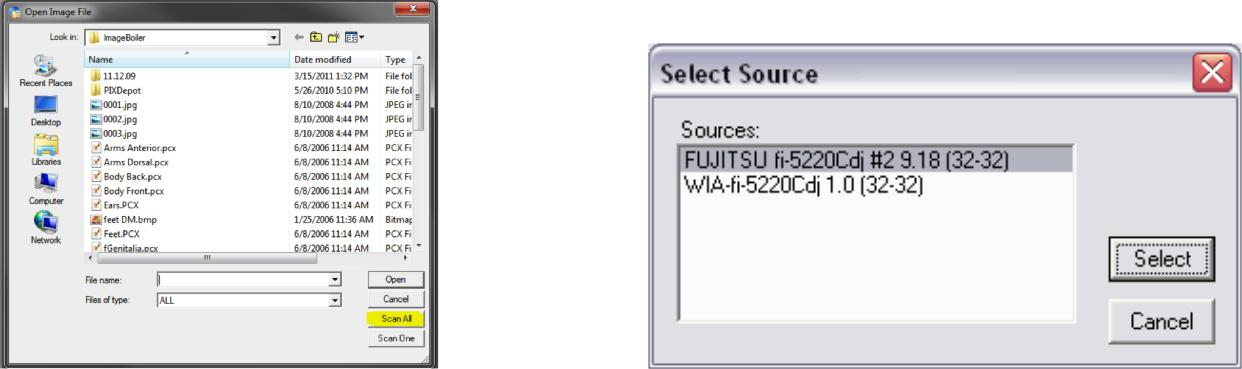 Open Image File
Look in: ImageBoiler
Name Date modified Type
11.12.09 3/15/2011 1:32 PM File fol
PIXDepot 5/26/2010 5:10 PM File fol
0001.jpg 8/10/2008 4:44 PM JPEG ir
0002.jpg 8/10/2008 4:44 PM JPEG ir
0003.jpg 8/10/2008 4:44 PM JPEG ir
Arms Anterior.pcx 6/8/2006 11:14 AM PCX Fi
Arms Dorsal.pcx 6/8/2006 11:14 AM PCX Fi
Body Back.pcx 6/8/2006 11:14 AM PCX Fi
Body Front.pcx 6/8/2006 11:14 AM PCX Fi
Ears.PCX 6/8/2006 11:14 AM PCX Fi
feet DM.bmp 1/25/2006 11:36 AM Bitmap
Feet.PCX 6/8/2006 11:14 AM PCX Fi
fGenitalia.pcx 6/8/2006 11:14 AM PCX Fi
Recent Places
Desktop
Libraries
Computer
Network
File name: Open
Files of type: ALL Cancel
Scan All
Scan One
Select Source
Sources:
FUJITSU fi-5220Cdj #2 9.18 (32-32)
WIA-fi-5220Cdj 1.0 (32-32)
Select
Cancel